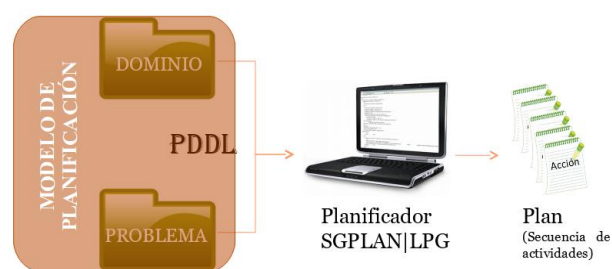 MODELO DE
PLANIFICACIÓN
DOMINIO
PDDL
PROBLEMA
Planificador
SGPLAN|LPG
Acción
Plan
(Secuencia de
actividades)